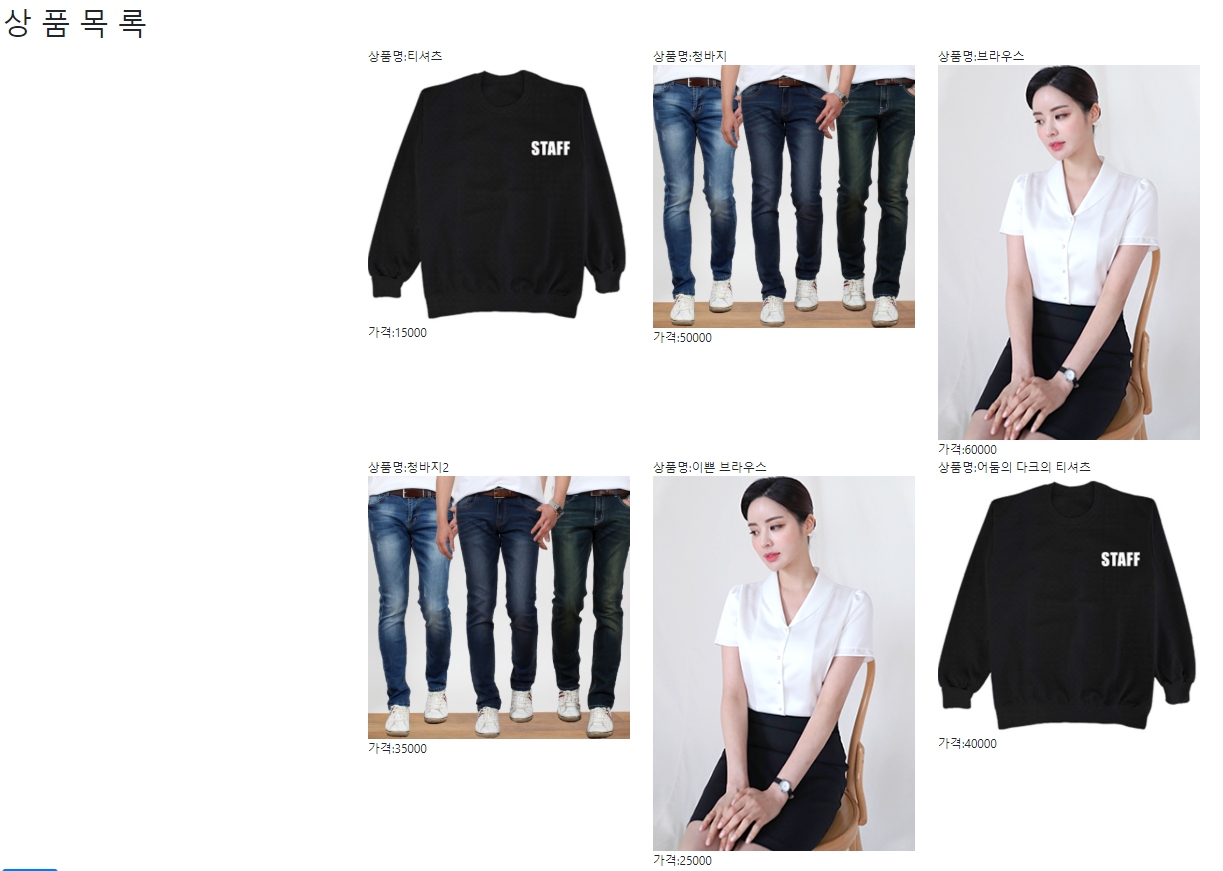 상 품 목 록
상품명:티셔츠
STAFF
가격:15000
상품명:청바지
가격:50000
상품명:브라우스
가격:60000
상품명:청바지2
가격:35000
상품명:이쁜 브라우스
가격:25000
상품명:어둠의 다크의 티셔츠
STAFF
가격:40000